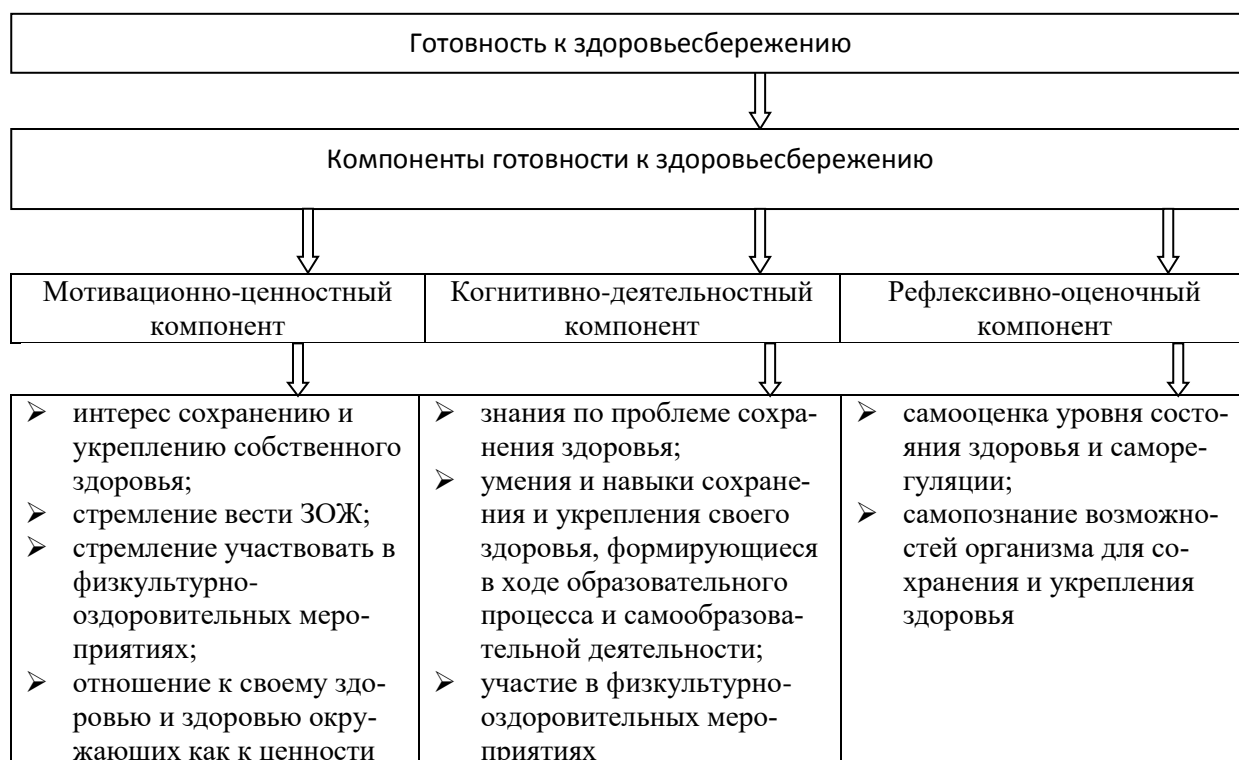 Готовность к здоровьесбережению
Компоненты готовности к здоровьесбережению
Мотивационно-ценностный
компонент
Когнитивно-деятельностный
компонент
Рефлексивно-оценочный
компонент
➢ интерес сохранению и
укреплению собственного
здоровья;
➢ стремление вести ЗОЖ;
➢ стремление участвовать в
физкультурно-
оздоровительных меро-
приятиях;
➢ отношение к своему здо-
ровью и здоровью окру-
жающих как к ценности
➢ знания по проблеме сохра-
нения здоровья;
➢ умения и навыки сохране-
ния и укрепления своего
здоровья, формирующиеся
в ходе образовательного
процесса и самообразова-
тельной деятельности;
➢ участие в физкультурно-
оздоровительных меро-
приятиях
➢ самооценка уровня состо-
яния здоровья и саморе-
гуляции;
➢ самопознание возможно-
стей организма для со-
хранения и укрепления
здоровья